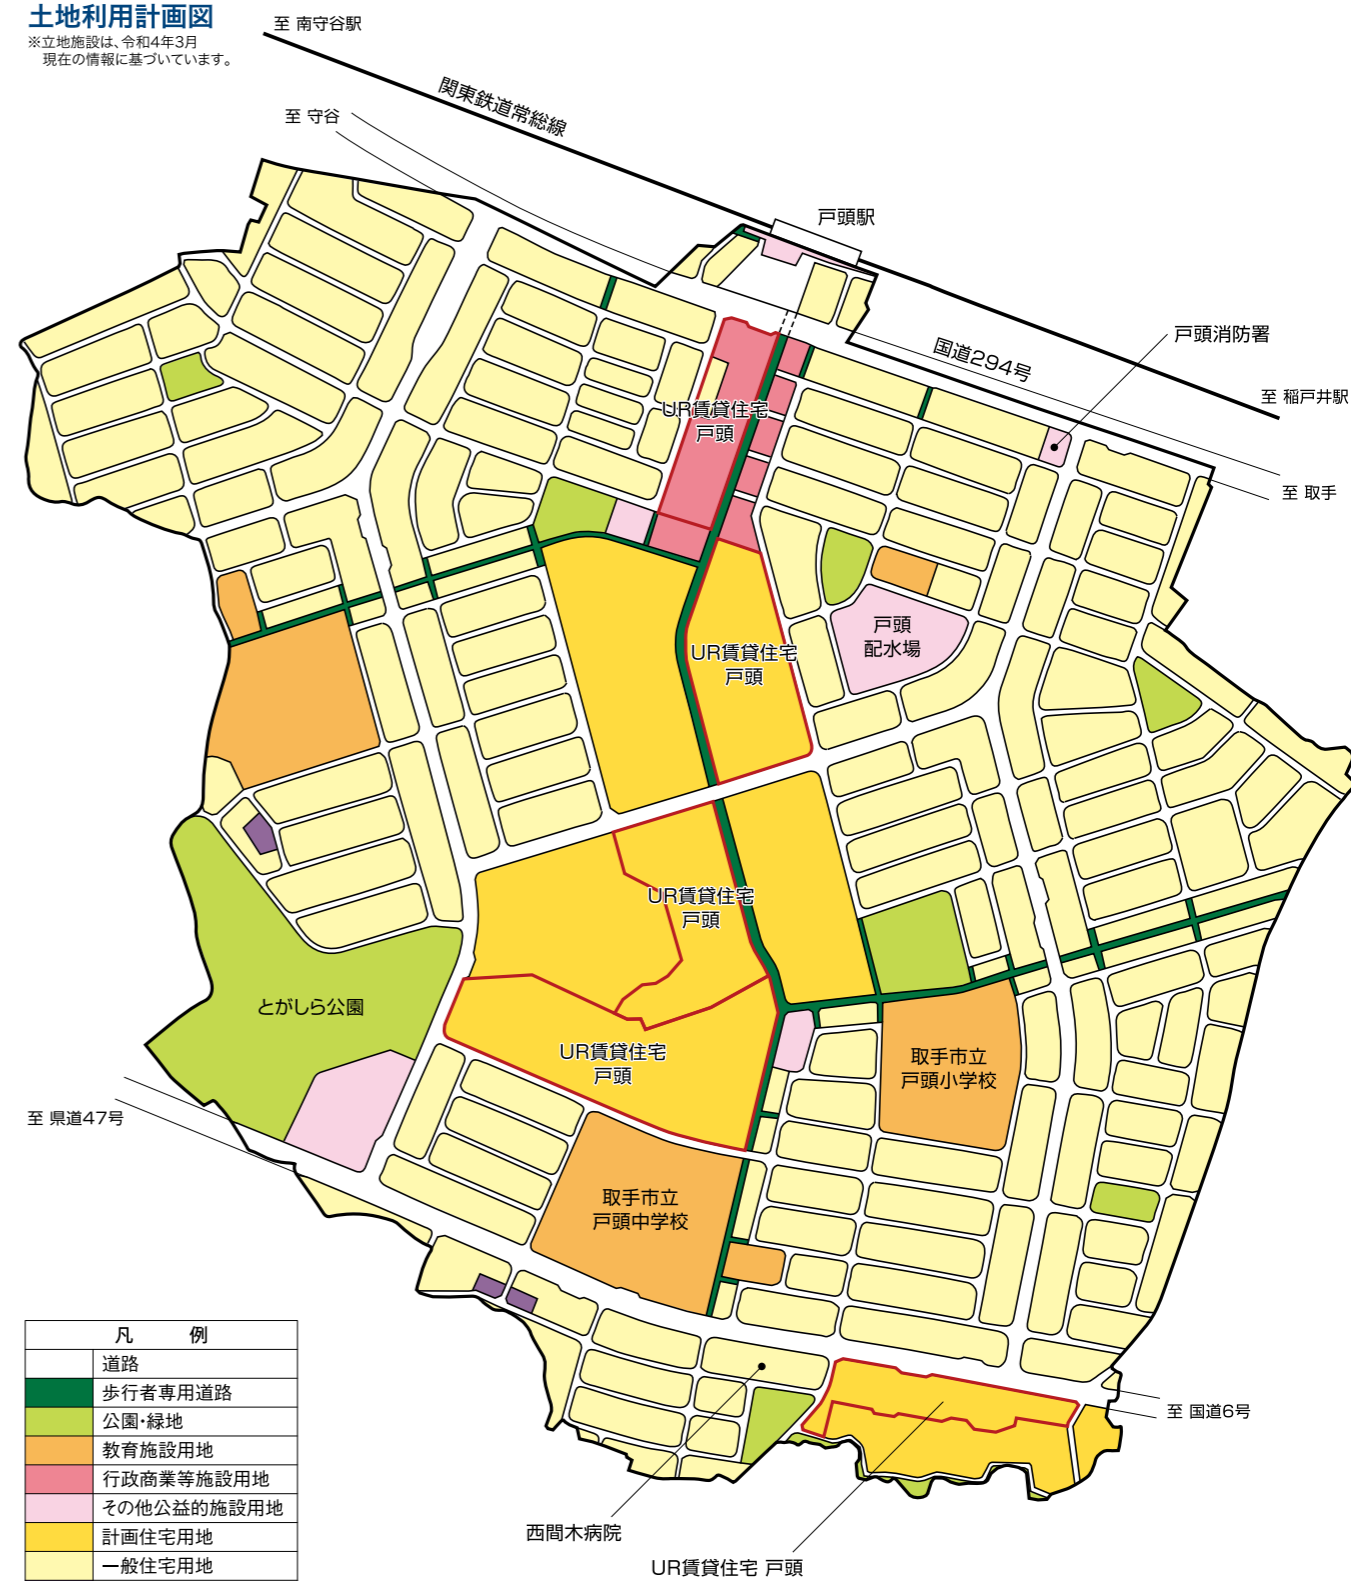 土地利用計画図
※立地施設は、令和4年3月
現在の情報に基づいています。
至 南守谷駅
関東鉄道常総線
至 守谷
戸頭駅
戸頭消防署
国道294号
至 稲戸井駅
至 取手
UR賃貸住宅
戸頭
戸頭
配水場
UR賃貸住宅
戸頭
UR賃貸住宅
戸頭
とがしら公園
UR賃貸住宅
戸頭
取手市立
戸頭小学校
至 県道47号
取手市立
戸頭中学校
至 国道6号
西間木病院
UR賃貸住宅 戸頭
凡 例
道路
歩行者専用道路
公園・緑地
教育施設用地
行政商業等施設用地
その他公益的施設用地
計画住宅用地
一般住宅用地